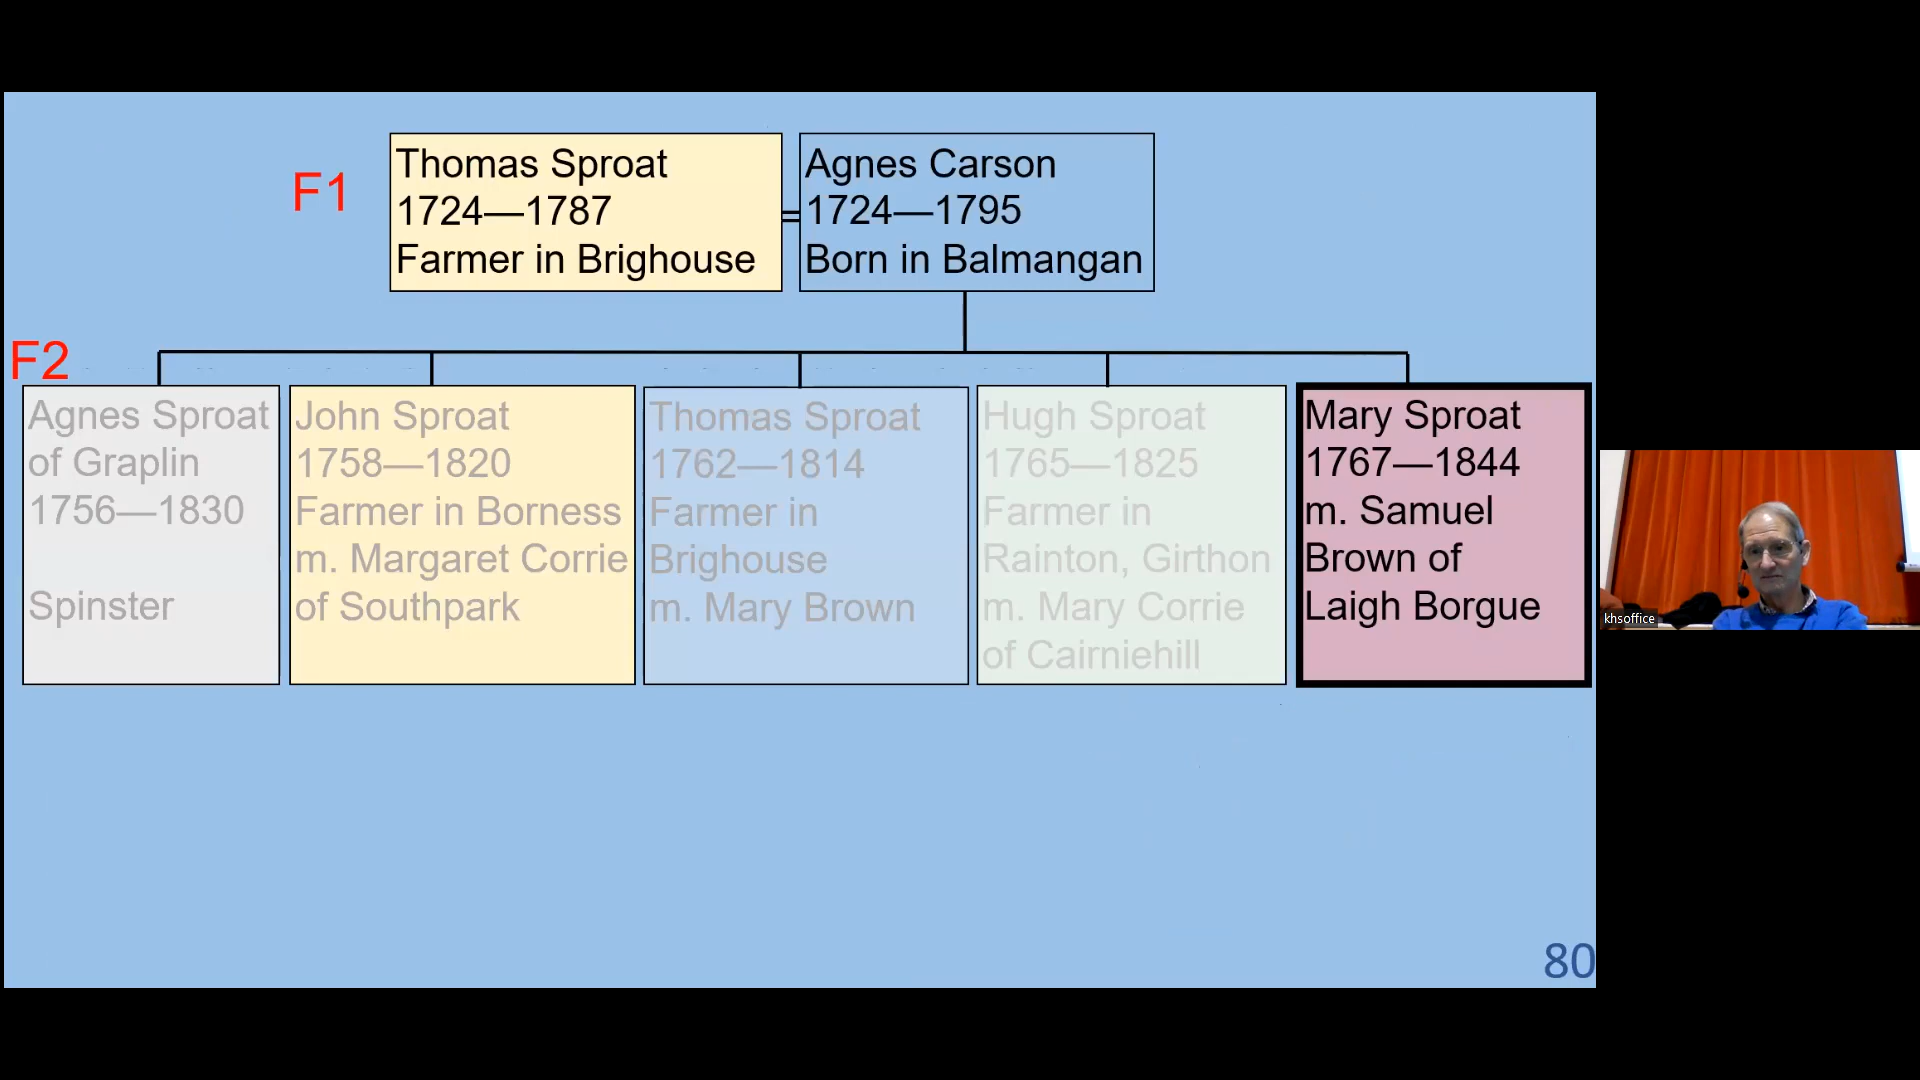 F1
Thomas Sproat
1724—1787
Farmer in Brighouse
=
Agnes Carson
1724—1795
Born in Balmangan
F2
Agnes Sproat
of Graplin
1756—1830
Spinster
John Sproat
1758—1820
Farmer in Borness
m. Margaret Corrie
of Southpark
Thomas Sproat
1762—1814
Farmer in
Brighouse
m. Mary Brown
Hugh Sproat
1765—1825
Farmer in
Rainton, Girthon
m. Mary Corrie
of Cairniehill
Mary Sproat
1767—1844
m. Samuel
Brown of
Laigh Borgue
khsoffice
80